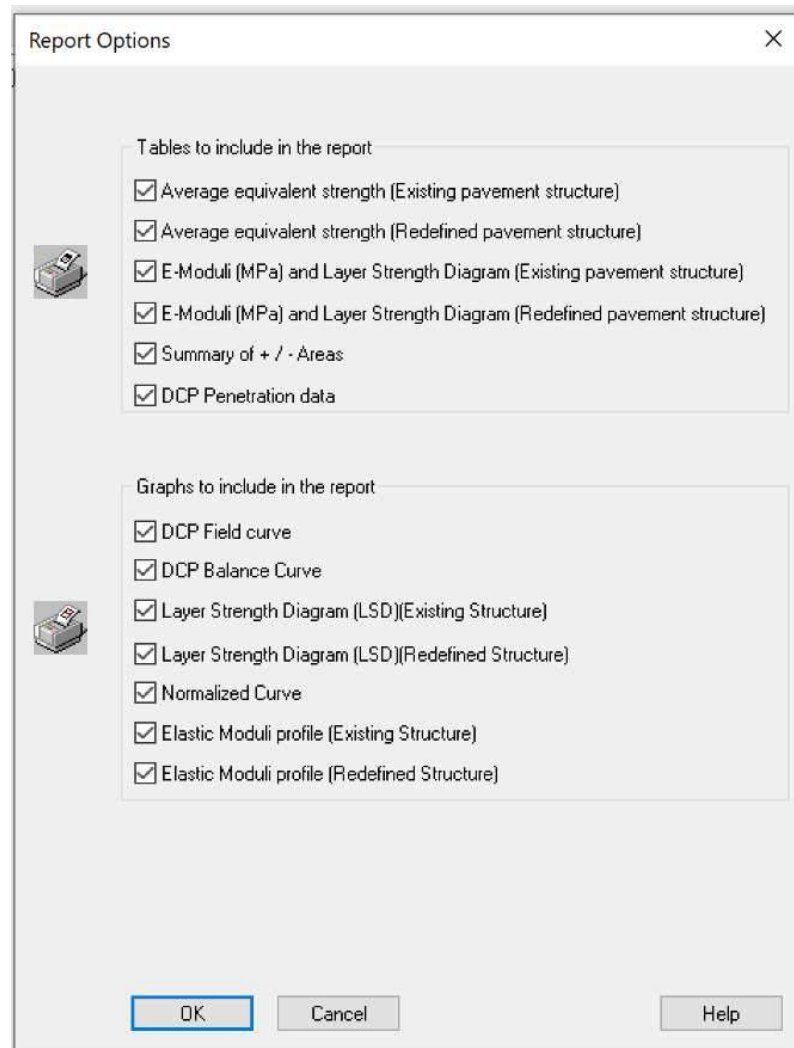 Report Options
Tables to include in the report
Average equivalent strength (Existing pavement structure)
Average equivalent strength (Redefined pavement structure)
E-Moduli (MPa) and Layer Strength Diagram (Existing pavement structure)
E-Moduli (MPa) and Layer Strength Diagram (Redefined pavement structure)
Summary of + / - Areas
DCP Penetration data
Graphs to include in the report
DCP Field curve
DCP Balance Curve
Layer Strength Diagram (LSD)(Existing Structure)
Layer Strength Diagram (LSD)(Redefined Structure)
Normalized Curve
Elastic Moduli profile (Existing Structure)
Elastic Moduli profile (Redefined Structure)
OK Cancel Help